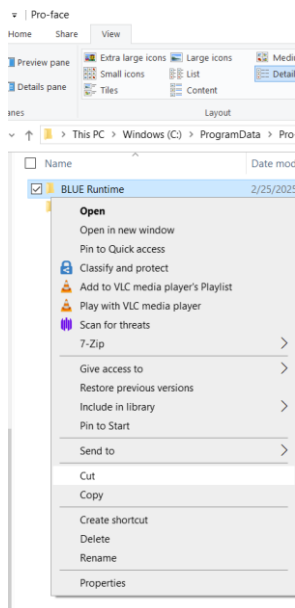 Pro-face
Home Share View
Preview pane
Details pane
Extra large icons Large icons
Small icons List
Tiles Content
Layout
This PC > Windows (C:) > ProgramData >
Name
BLUE Runtime 2/25/2025
Open
Open in new window
Pin to Quick access
Classify and protect
Add to VLC media player's Playlist
Play with VLC media player
Scan for threats
7-Zip
Give access to
Restore previous versions
Include in library
Pin to Start
Send to
Cut
Copy
Create shortcut
Delete
Rename
Properties